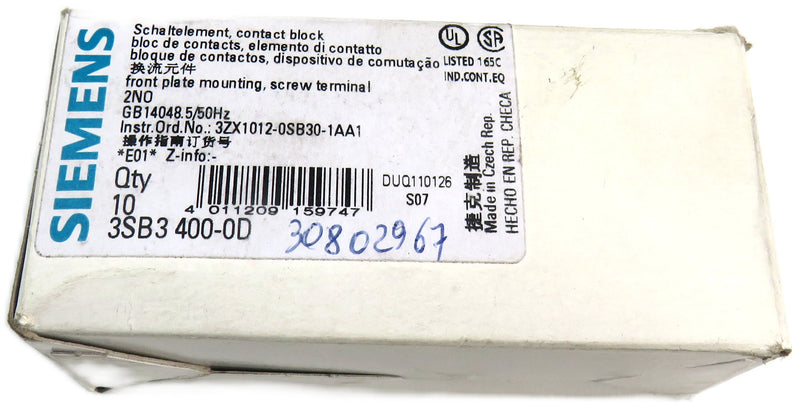 SIEMENS
Schaltelement, contact block
bloc de contacts, elemento di contatto
bloque de contactos, dispositivo de comutação
换流元件
front plate mounting, screw terminal
2NO
GB14048.5/50Hz
Instr.Ord.No.: 3ZX1012-0SB30-1AA1
操作指南订货号
*E01* Z-info:-
Qty
10
4 011209 159747
3SB3 400-0D
30802967
DUQ110126
S07
UL SA
LISTED 165C
IND.CONT.EQ
捷克制造
Made in Czech Rep.
HECHO EN REP. CHECA